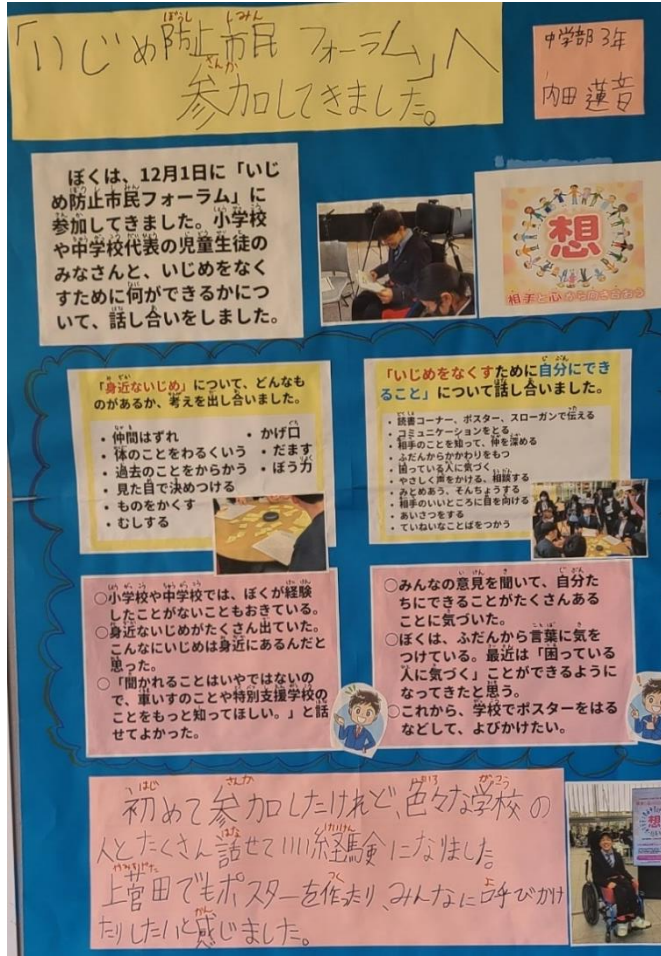 「いじめ防止市民フォーラム」へ
参加してきました。
中学部3年
内田 蓮音
ぼくは、12月1日に「いじ
め防止市民フォーラム」に
参加してきました。小学校
や中学校代表の児童生徒の
みなさんと、いじめをなく
すために何ができるかにつ
いて、話し合いをしました。
想
相手と心から向き合おう
「身近ないじめ」について、どんなも
のがあるか、考えを出し合いました。
・仲間はずれ
・体のことをわるくいう
・過去のことをからかう
・見た目で決めつける
・ものをかくす
・むしする
・かげ口
・だます
・ぼう力
「いじめをなくすために自分にでき
ること」について話し合いました。
・読書コーナー、ポスター、スローガンで伝える
・コミュニケーションをとる
・相手のことを知って、仲を深める
・ふだんからかかわりをもつ
・困っている人に気づく
・やさしく声をかける、相談する
・みとめあう、そんちょうする
・相手のいいところに目を向ける
・あいさつをする
・ていねいなことばをつかう
○小学校や中学校では、ぼくが経験
したことがないこともおきている。
○身近ないじめがたくさん出ていた。
こんなにいじめは身近にあるんだと
思った。
○「聞かれることはいやではないの
で、車いすのことや特別支援学校の
ことをもっと知ってほしい。」と話
せてよかった。
○みんなの意見を聞いて、自分た
ちにできることがたくさんある
ことに気づいた。
○ぼくは、ふだんから言葉に気を
つけている。最近は「困っている
人に気づく」ことができるように
なってきたと思う。
○これから、学校でポスターをはる
などして、よびかけたい。
初めて参加したけれど、色々な学校の
人とたくさん話せていい経験になりました。
上菅田でもポスターを作ったり、みんなに呼びかけ
たりしたいと感じました。
想